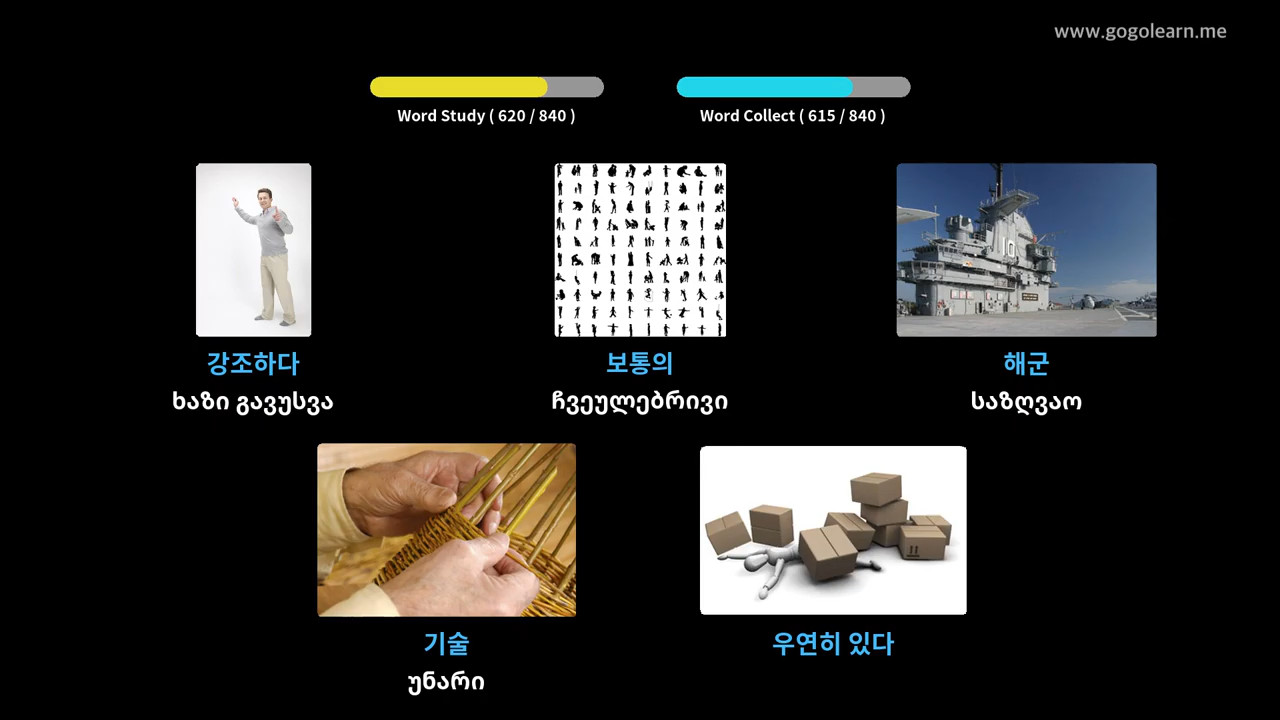 www.gogolearn.me
Word Study ( 620 / 840 )
Word Collect ( 615 / 840 )
강조하다
ხაზი გავუსვა
보통의
ჩვეულებრივი
해군
საზღვაო
10
기술
უნარი
우연히 있다